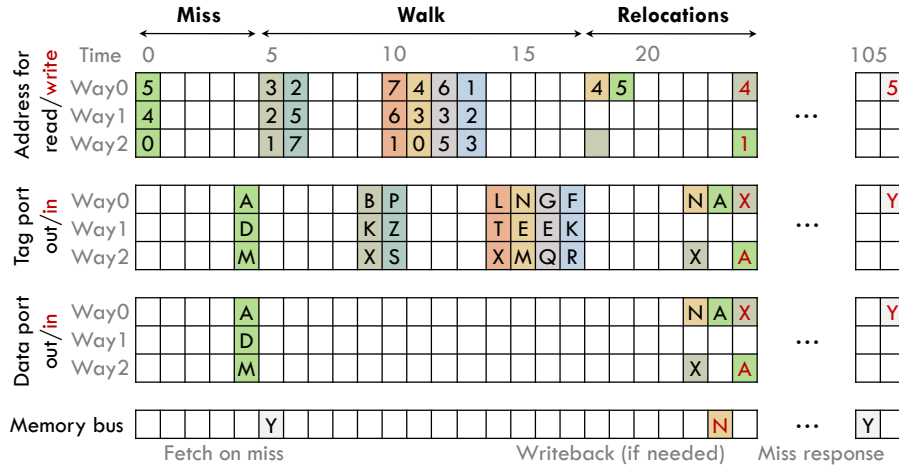 Miss Walk Relocations
Time 0 5 10 15 20 105
Address for read/write
Way0 5 3 2 7 4 6 1 4 5 4 5
Way1 4 2 5 6 3 3 2 ...
Way2 0 1 7 1 0 5 3 1
Tag port out/in
Way0 A B P L N G F N A X Y
Way1 D K Z T E E K ...
Way2 M X S X M Q R X A
Data port out/in
Way0 A N A X Y
Way1 D ...
Way2 M X A
Memory bus Y N ... Y
Fetch on miss Writeback (if needed) Miss response